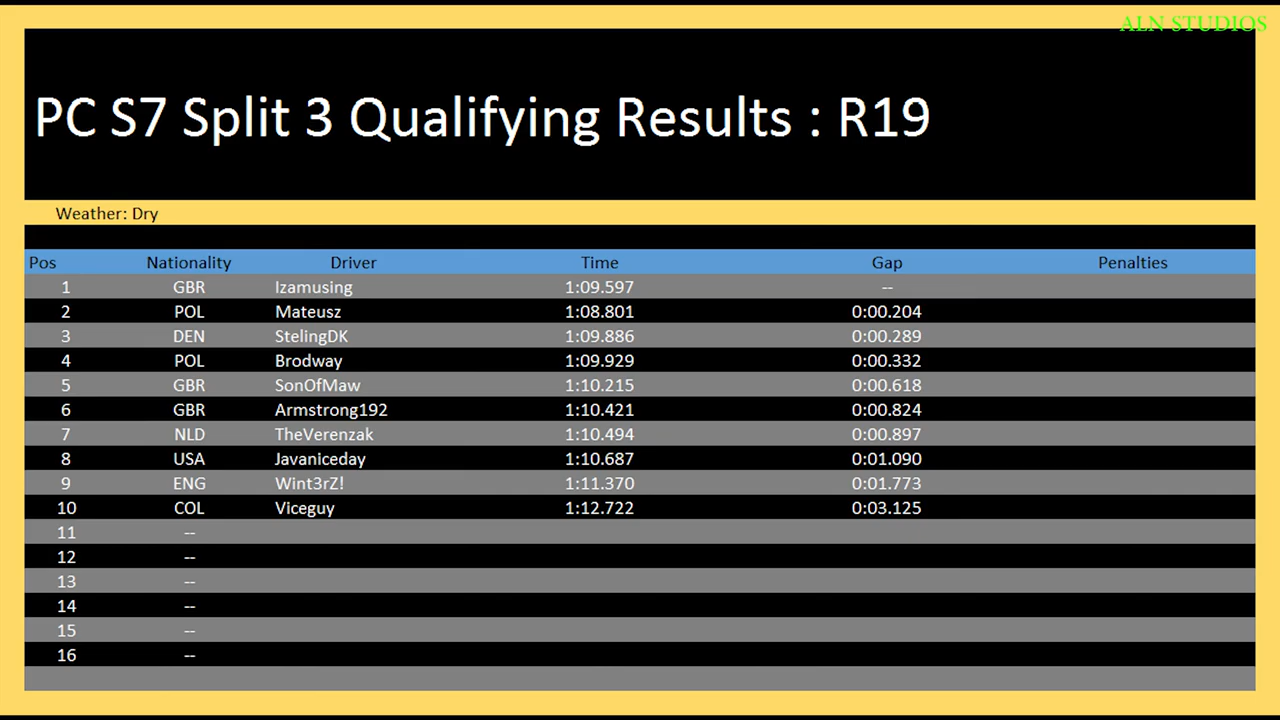 ALN STUDIOS
PC S7 Split 3 Qualifying Results : R19
Weather: Dry
Pos Nationality Driver Time Gap Penalties
1 GBR Izamusing 1:09.597 --
2 POL Mateusz 1:08.801 0:00.204
3 DEN StelingDK 1:09.886 0:00.289
4 POL Brodway 1:09.929 0:00.332
5 GBR SonOfMaw 1:10.215 0:00.618
6 GBR Armstrong192 1:10.421 0:00.824
7 NLD TheVerenzak 1:10.494 0:00.897
8 USA Javaniceday 1:10.687 0:01.090
9 ENG Wint3rZ! 1:11.370 0:01.773
10 COL Viceguy 1:12.722 0:03.125
11 --
12 --
13 --
14 --
15 --
16 --